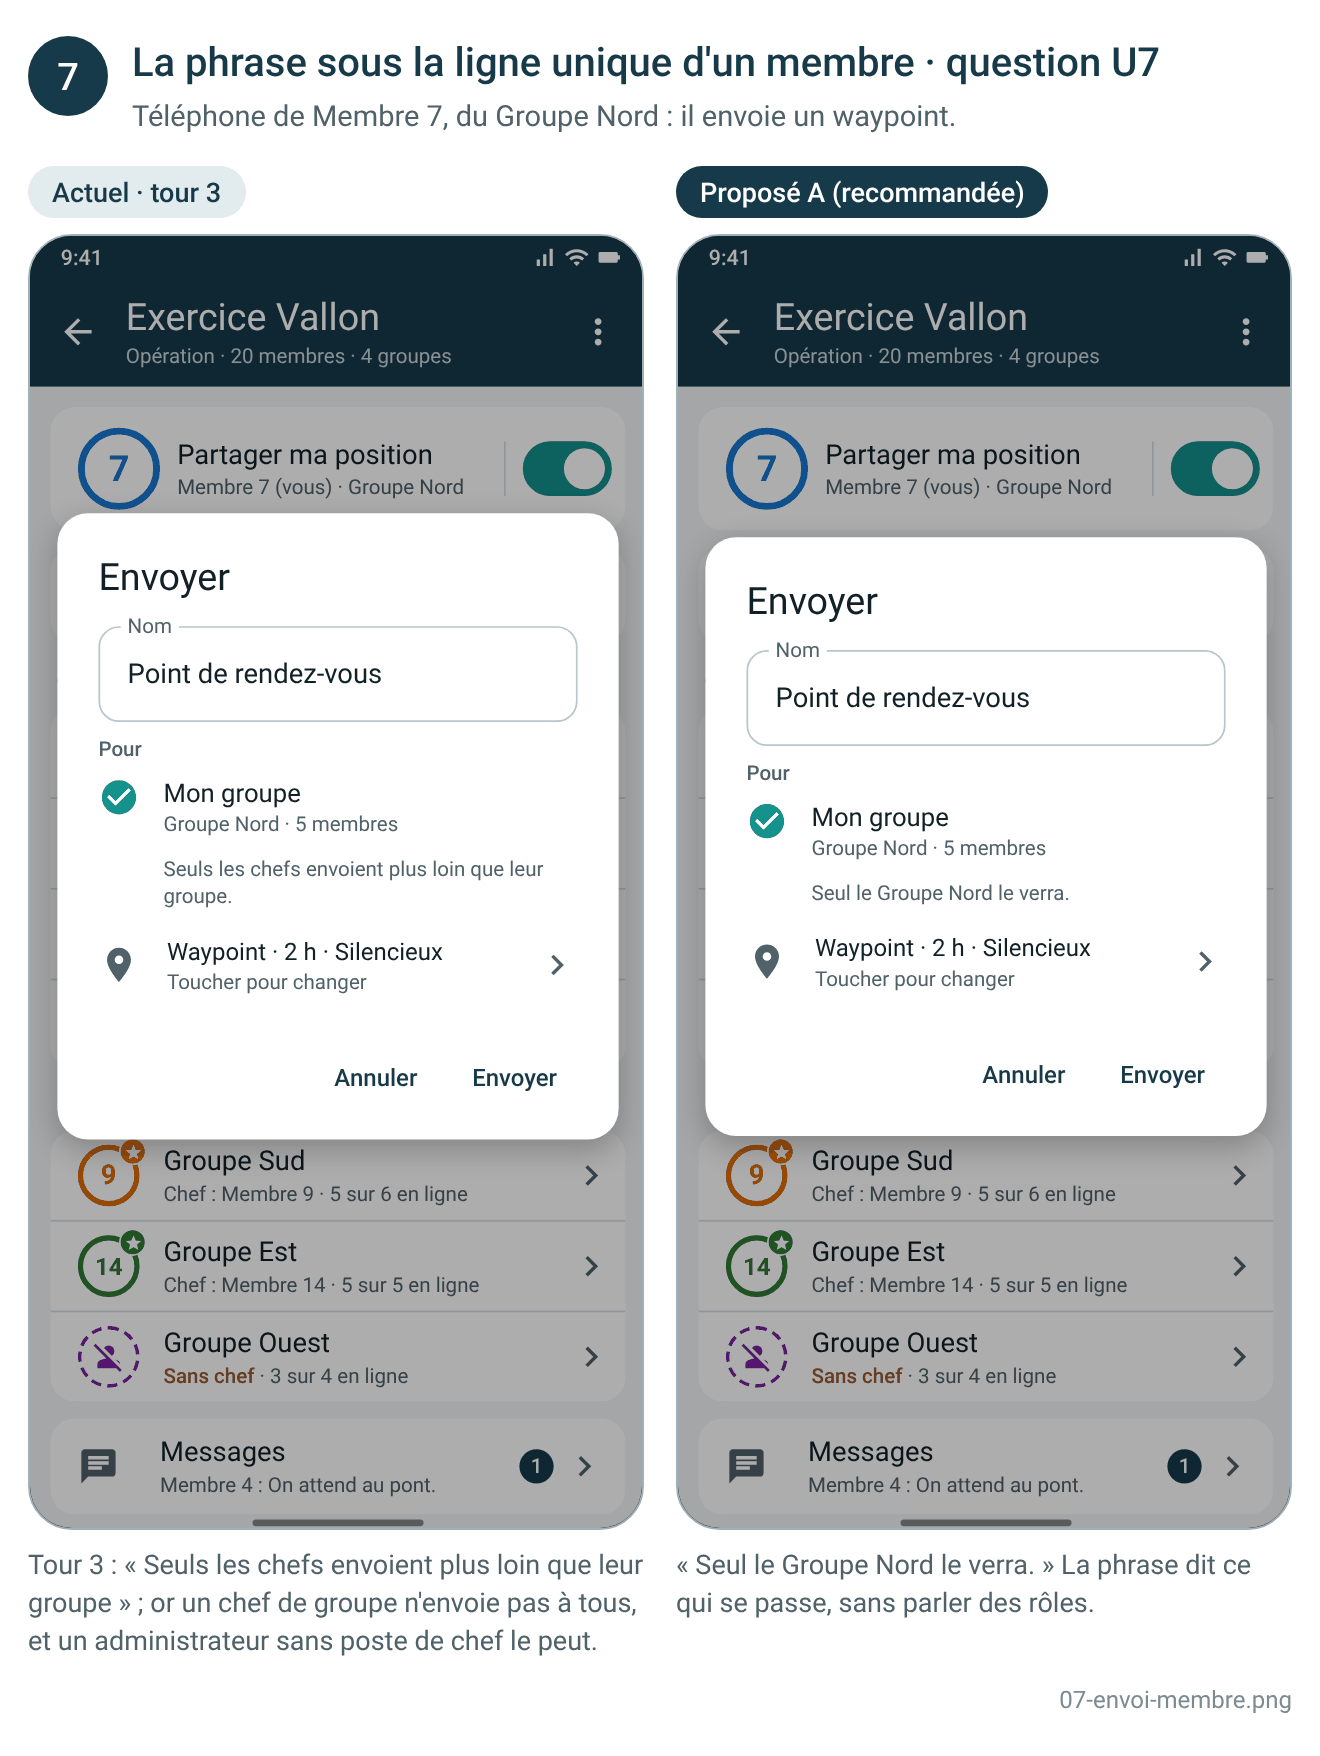 7
La phrase sous la ligne unique d'un membre · question U7
Téléphone de Membre 7, du Groupe Nord : il envoie un waypoint.
Actuel · tour 3
9:41
Exercice Vallon
Opération · 20 membres · 4 groupes
7
Partager ma position
Membre 7 (vous) · Groupe Nord
Envoyer
Nom
Point de rendez-vous
Pour
Mon groupe
Groupe Nord · 5 membres
Seuls les chefs envoient plus loin que leur
groupe.
Waypoint · 2 h · Silencieux
Toucher pour changer
Annuler
Envoyer
9
Groupe Sud
Chef : Membre 9 · 5 sur 6 en ligne
14
Groupe Est
Chef : Membre 14 · 5 sur 5 en ligne
Groupe Ouest
Sans chef · 3 sur 4 en ligne
Messages
Membre 4 : On attend au pont.
1
Tour 3 : « Seuls les chefs envoient plus loin que leur
groupe » ; or un chef de groupe n'envoie pas à tous,
et un administrateur sans poste de chef le peut.
Proposé A (recommandée)
9:41
Exercice Vallon
Opération · 20 membres · 4 groupes
7
Partager ma position
Membre 7 (vous) · Groupe Nord
Envoyer
Nom
Point de rendez-vous
Pour
Mon groupe
Groupe Nord · 5 membres
Seul le Groupe Nord le verra.
Waypoint · 2 h · Silencieux
Toucher pour changer
Annuler
Envoyer
9
Groupe Sud
Chef : Membre 9 · 5 sur 6 en ligne
14
Groupe Est
Chef : Membre 14 · 5 sur 5 en ligne
Groupe Ouest
Sans chef · 3 sur 4 en ligne
Messages
Membre 4 : On attend au pont.
1
« Seul le Groupe Nord le verra. » La phrase dit ce
qui se passe, sans parler des rôles.
07-envoi-membre.png